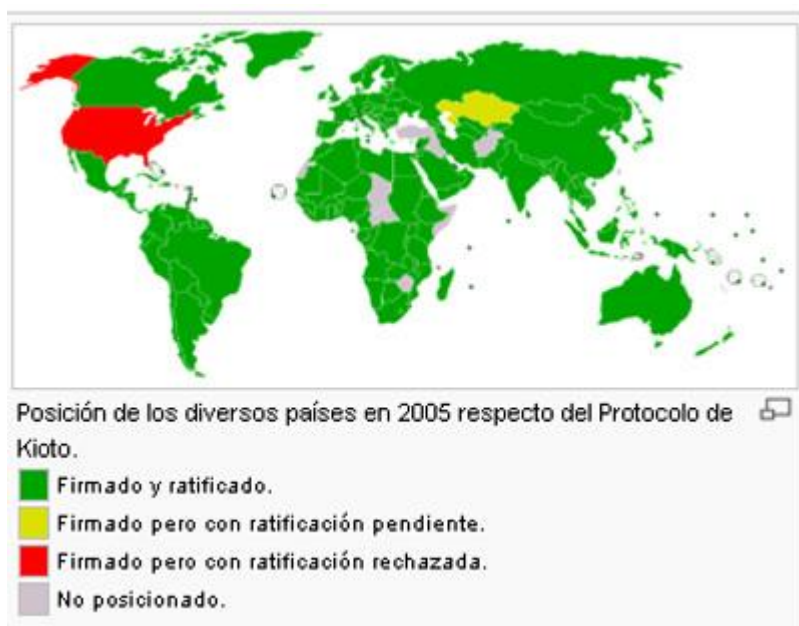 Posición de los diversos países en 2005 respecto del Protocolo de
Kioto.
Firmado y ratificado.
Firmado pero con ratificación pendiente.
Firmado pero con ratificación rechazada.
No posicionado.